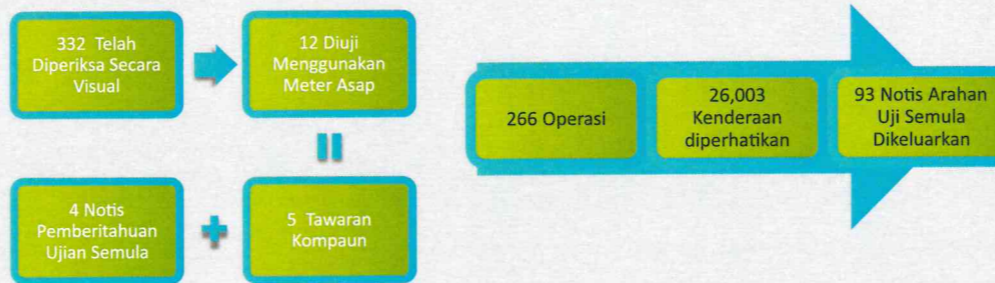 332 Telah
Diperiksa Secara
Visual
12 Diuji
Menggunakan
Meter Asap
4 Notis
Pemberitahuan
Ujian Semula
5 Tawaran
Kompaun
266 Operasi
26,003
Kenderaan
diperhatikan
93 Notis Arahan
Uji Semula
Dikeluarkan